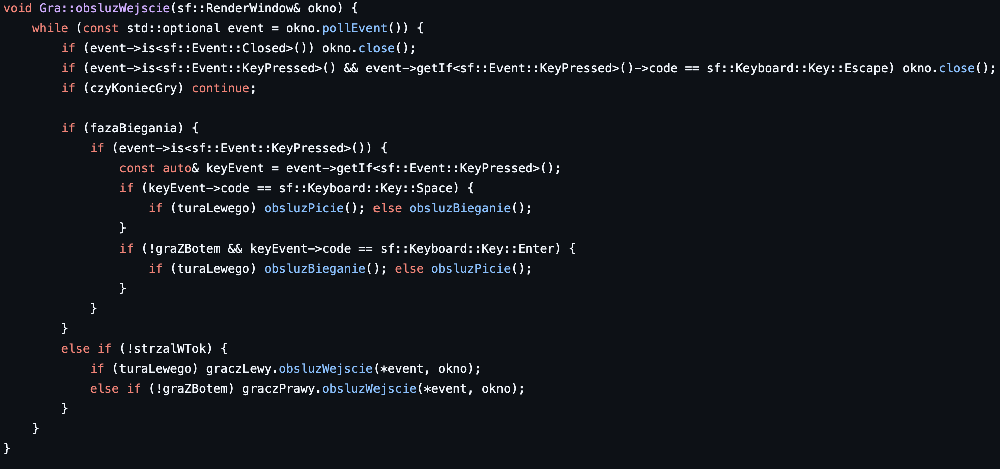 void Gra::obsluzWejscie(sf::RenderWindow& okno) {
    while (const std::optional event = okno.pollEvent()) {
        if (event->is<sf::Event::Closed>()) okno.close();
        if (event->is<sf::Event::KeyPressed>() && event->getIf<sf::Event::KeyPressed>()->code == sf::Keyboard::Key::Escape) okno.close();
        if (czyKoniecGry) continue;

        if (fazaBiegania) {
            if (event->is<sf::Event::KeyPressed>()) {
                const auto& keyEvent = event->getIf<sf::Event::KeyPressed>();
                if (keyEvent->code == sf::Keyboard::Key::Space) {
                    if (turaLewego) obsluzPicie(); else obsluzBieganie();
                }
                if (!graZBotem && keyEvent->code == sf::Keyboard::Key::Enter) {
                    if (turaLewego) obsluzBieganie(); else obsluzPicie();
                }
            }
        }
        else if (!strzalWTok) {
            if (turaLewego) graczLewy.obsluzWejscie(*event, okno);
            else if (!graZBotem) graczPrawy.obsluzWejscie(*event, okno);
        }
    }
}